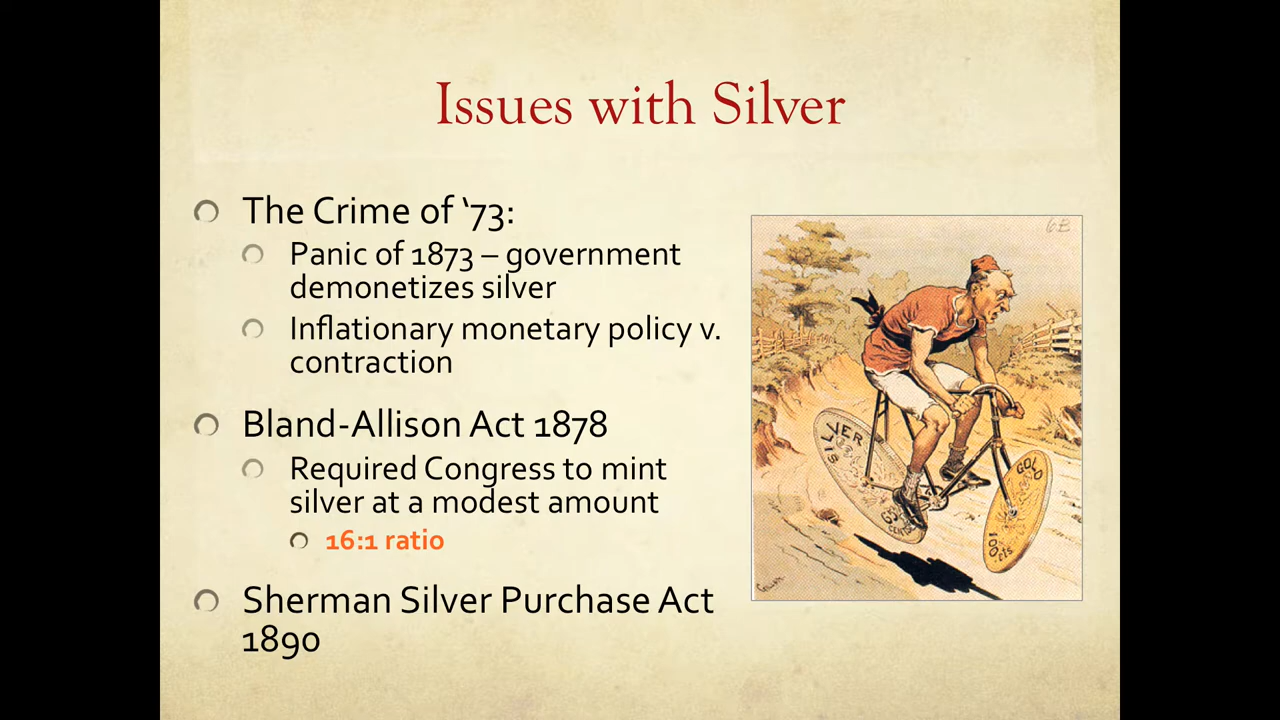 Issues with Silver
The Crime of ‘73:
Panic of 1873 – government
demonetizes silver
Inflationary monetary policy v.
contraction
Bland-Allison Act 1878
Required Congress to mint
silver at a modest amount
16:1 ratio
Sherman Silver Purchase Act
1890
SILVER
GOLD
100